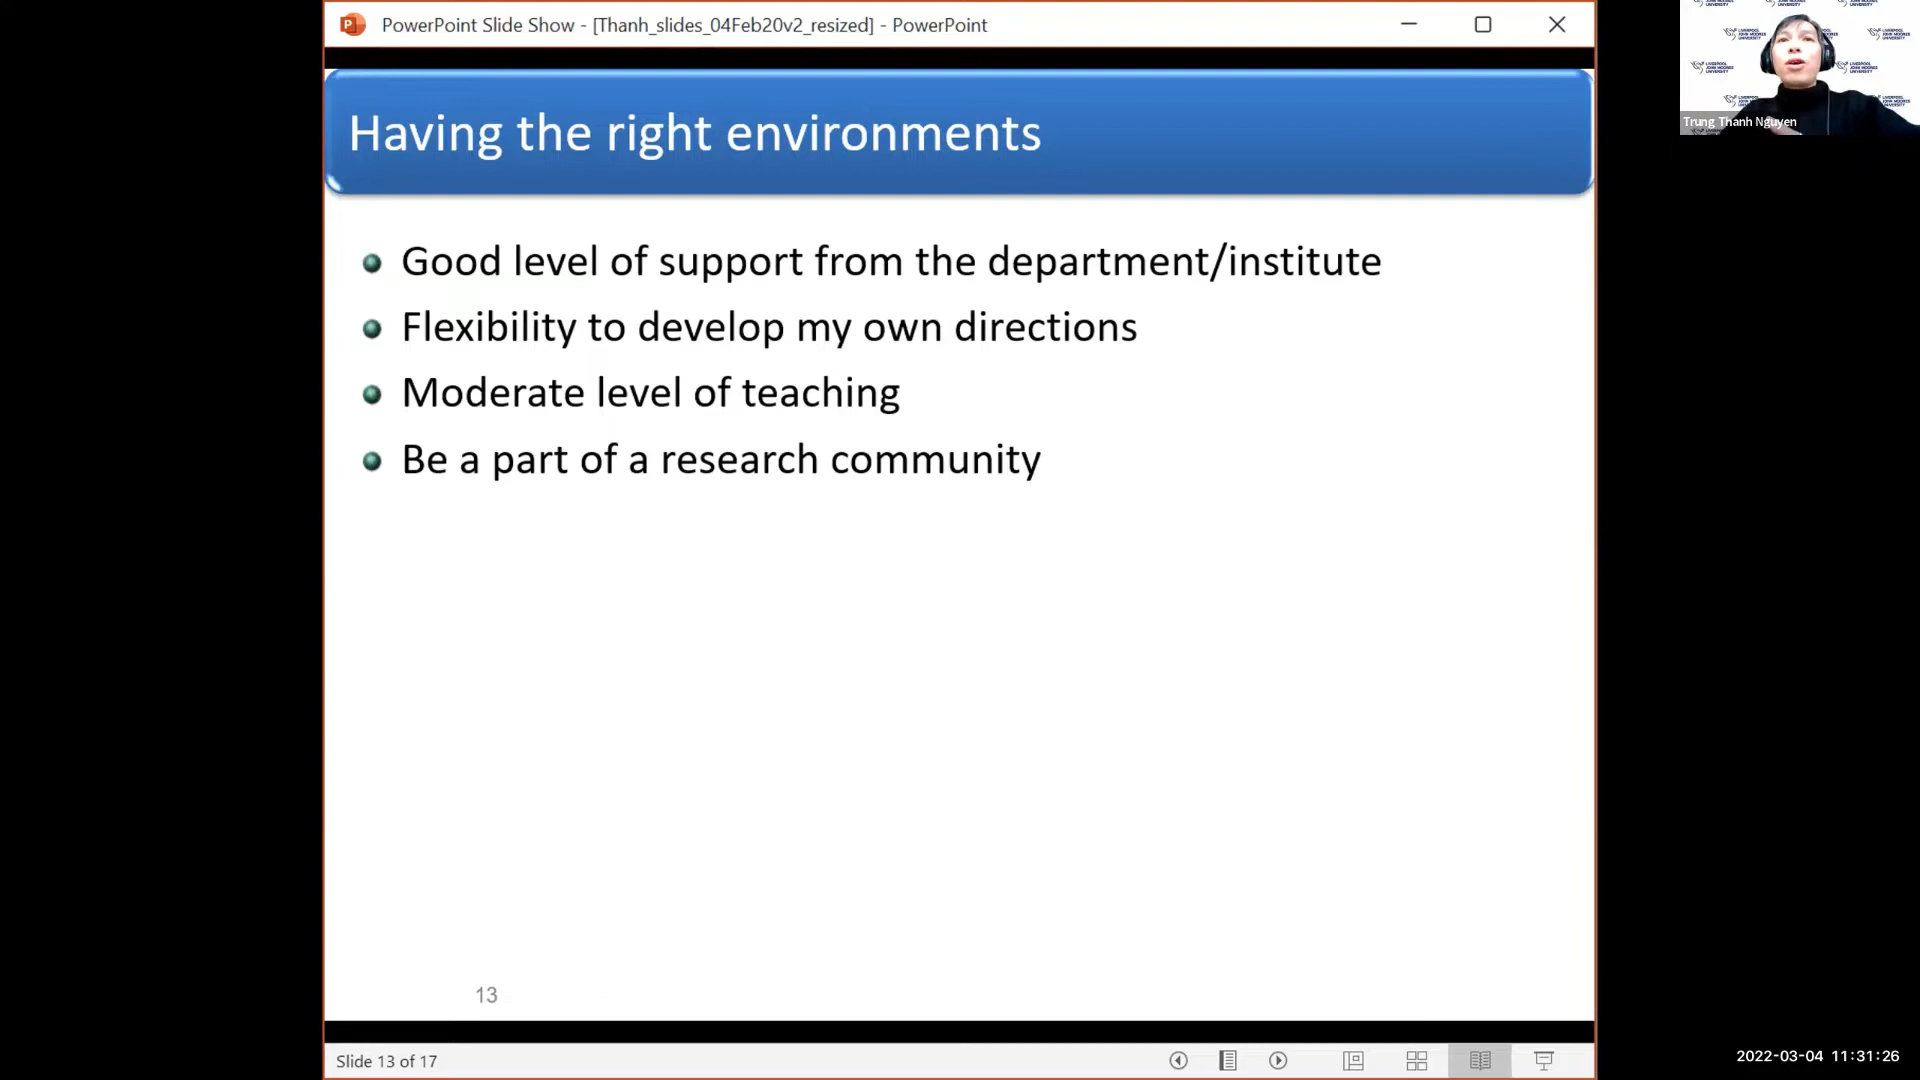 PowerPoint Slide Show - [Thanh_slides_04Feb20v2_resized] - PowerPoint
Having the right environments
Good level of support from the department/institute
Flexibility to develop my own directions
Moderate level of teaching
Be a part of a research community
13
Slide 13 of 17
Trung Thanh Nguyen
2022-03-04 11:31:26